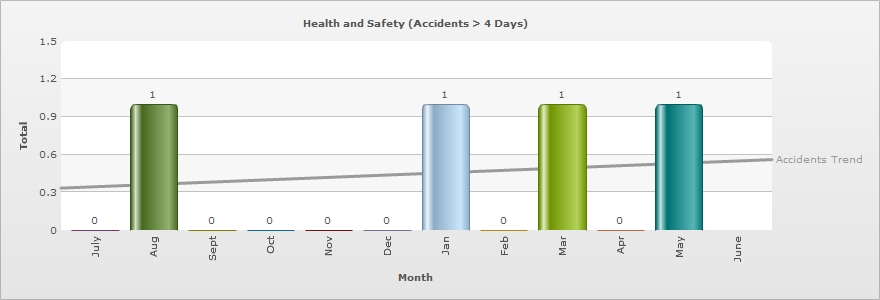 Health and Safety (Accidents > 4 Days)
Total
1.5
1.2
0.9
0.6
0.3
0
0
1
0
0
0
0
1
0
1
0
1
Accidents Trend
July
Aug
Sept
Oct
Nov
Dec
Jan
Feb
Mar
Apr
May
June
Month